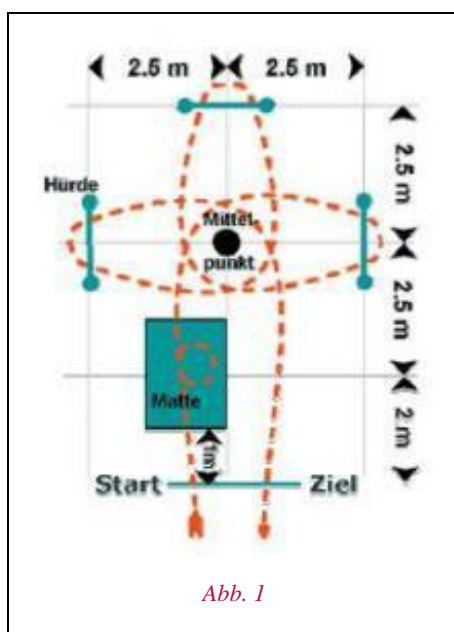 2.5 m 2.5 m
2.5 m
Hürde
Mittel-
punkt
2.5 m
Matte
2 m
1m
Start Ziel
Abb. 1